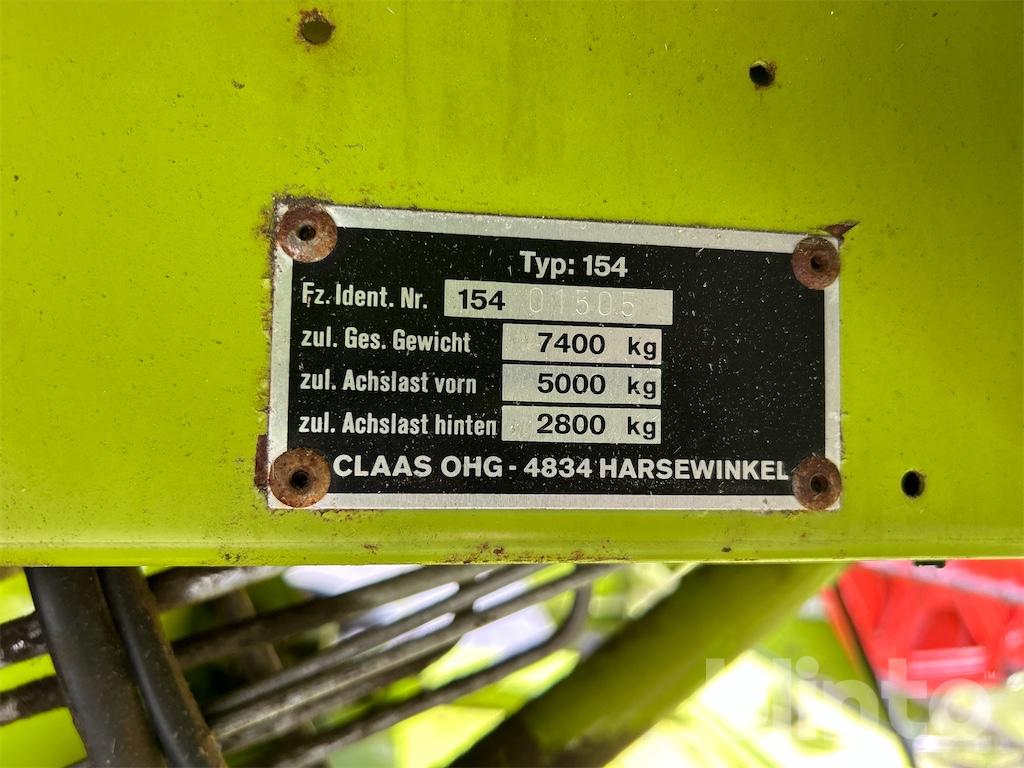 Typ: 154
Fz. Ident. Nr. 154 01505
zul. Ges. Gewicht 7400 kg
zul. Achslast vorn 5000 kg
zul. Achslast hinten 2800 kg
CLAAS OHG - 4834 HARSEWINKEL
klinto™